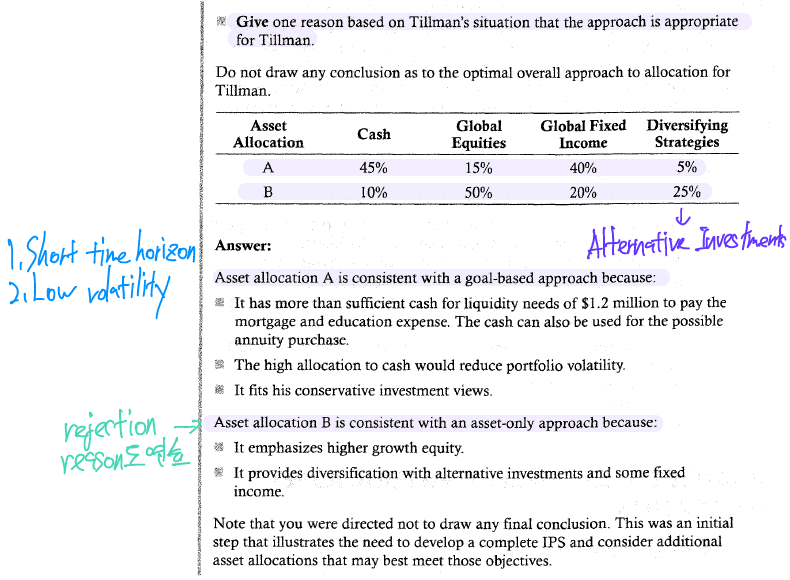 Give one reason based on Tillman's situation that the approach is appropriate
for Tillman.
Do not draw any conclusion as to the optimal overall approach to allocation for
Tillman.
Asset Allocation Cash Global Equities Global Fixed Income Diversifying Strategies
A 45% 15% 40% 5%
B 10% 50% 20% 25%
Alternative Investments
1. Short time horizon
2. Low volatility
Answer:
Asset allocation A is consistent with a goal-based approach because:
It has more than sufficient cash for liquidity needs of $1.2 million to pay the
mortgage and education expense. The cash can also be used for the possible
annuity purchase.
The high allocation to cash would reduce portfolio volatility.
It fits his conservative investment views.
rejection
reason도 연습
Asset allocation B is consistent with an asset-only approach because:
It emphasizes higher growth equity.
It provides diversification with alternative investments and some fixed
income.
Note that you were directed not to draw any final conclusion. This was an initial
step that illustrates the need to develop a complete IPS and consider additional
asset allocations that may best meet those objectives.